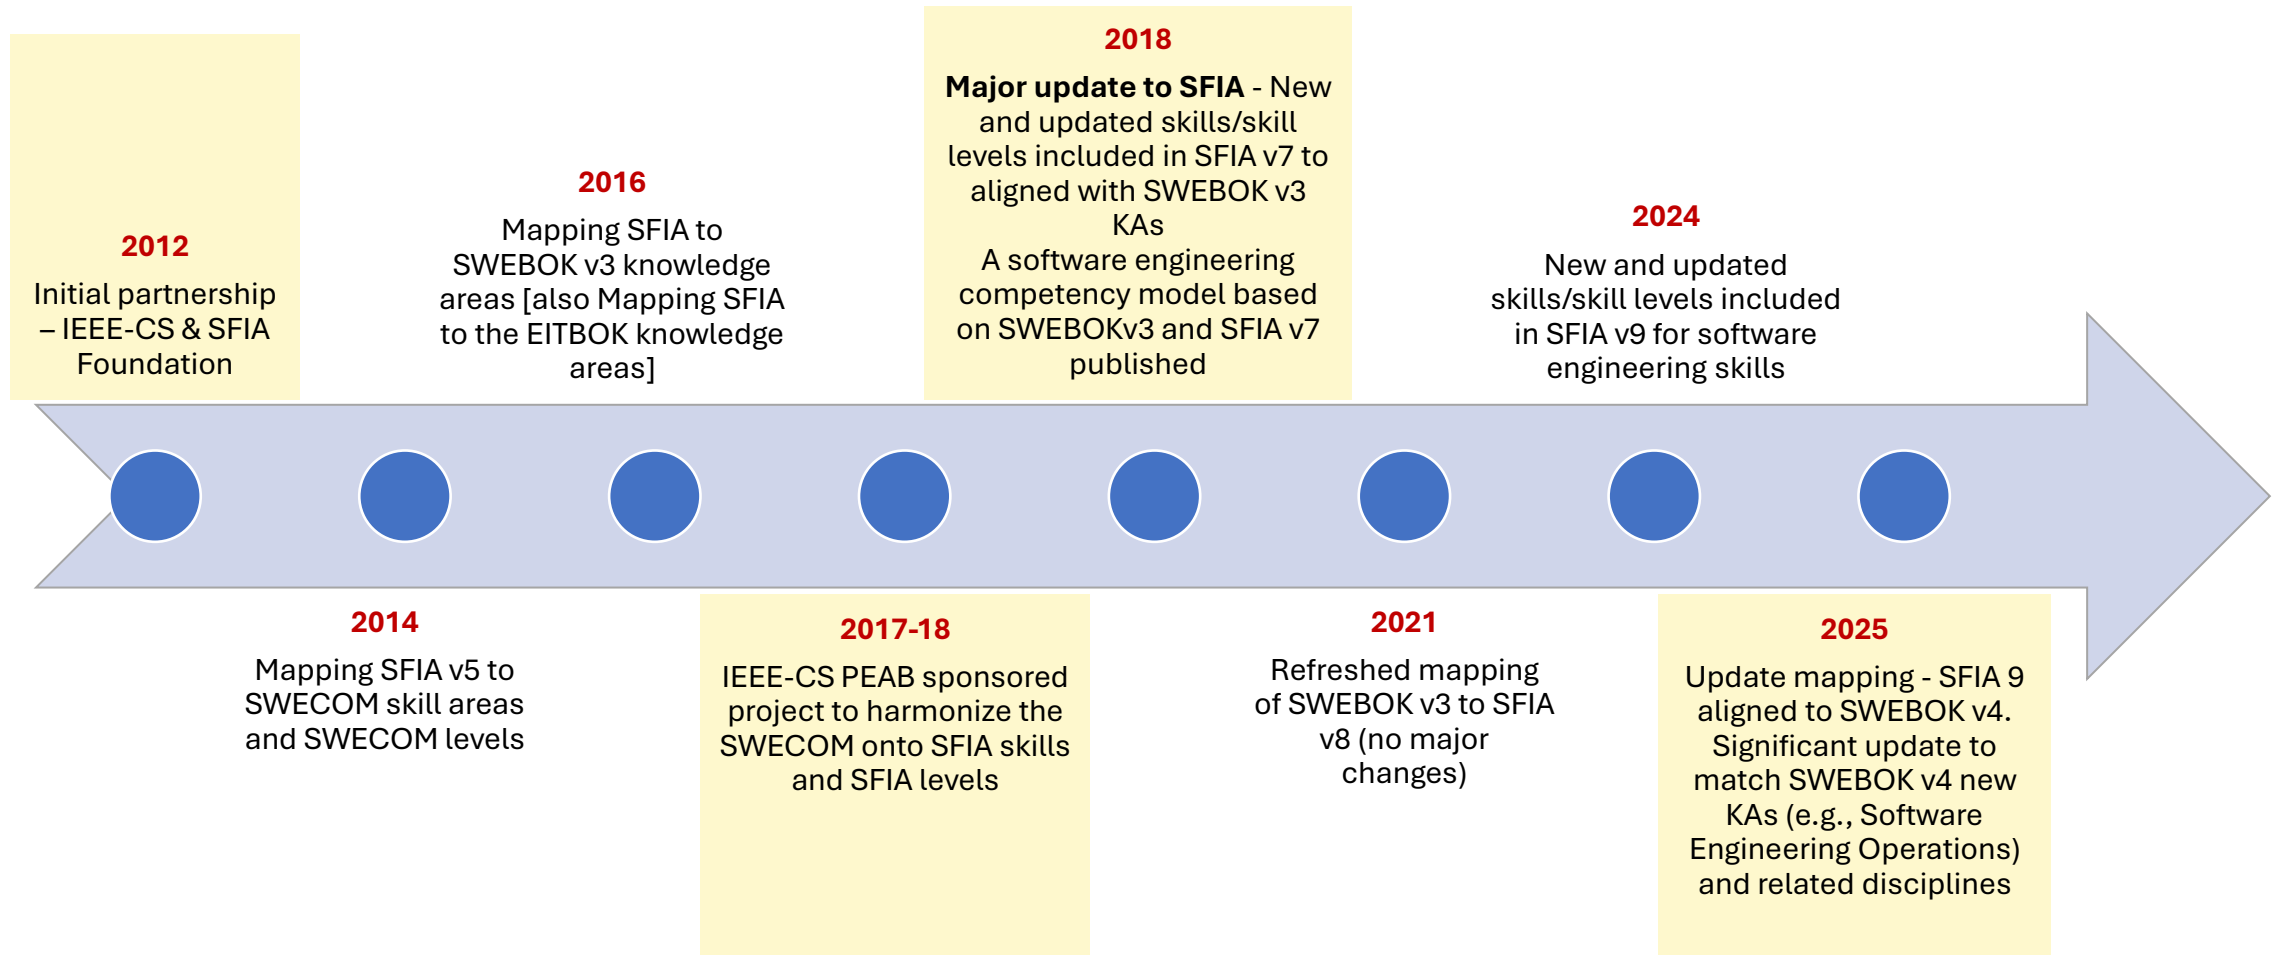 2012
Initial partnership
– IEEE-CS & SFIA
Foundation
2014
Mapping SFIA v5 to
SWECOM skill areas
and SWECOM levels
2016
Mapping SFIA to
SWEBOK v3 knowledge
areas [also Mapping SFIA
to the EITBOK knowledge
areas]
2017-18
IEEE-CS PEAB sponsored
project to harmonize the
SWECOM onto SFIA skills
and SFIA levels
2018
Major update to SFIA - New
and updated skills/skill
levels included in SFIA v7 to
aligned with SWEBOK v3
KAs
A software engineering
competency model based
on SWEBOKv3 and SFIA v7
published
2021
Refreshed mapping
of SWEBOK v3 to SFIA
v8 (no major
changes)
2024
New and updated
skills/skill levels included
in SFIA v9 for software
engineering skills
2025
Update mapping - SFIA 9
aligned to SWEBOK v4.
Significant update to
match SWEBOK v4 new
KAs (e.g., Software
Engineering Operations)
and related disciplines